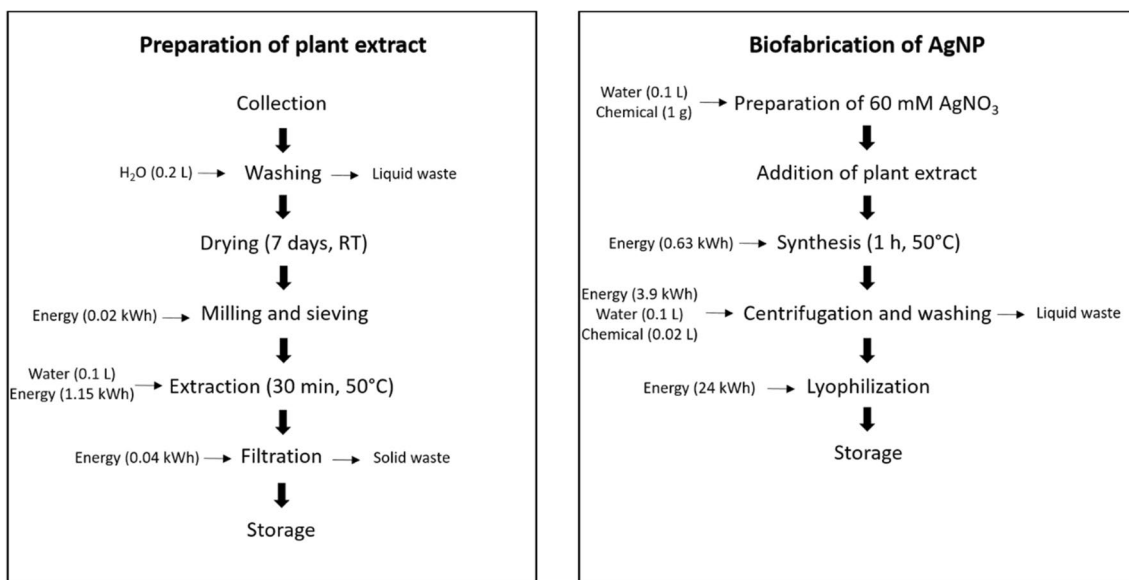 Preparation of plant extract
Collection
H₂O (0.2 L)
Washing
Liquid waste
Drying (7 days, RT)
Energy (0.02 kWh)
Milling and sieving
Water (0.1 L)
Energy (1.15 kWh)
Extraction (30 min, 50°C)
Energy (0.04 kWh)
Filtration
Solid waste
Storage
Biofabrication of AgNP
Water (0.1 L)
Chemical (1 g)
Preparation of 60 mM AgNO₃
Addition of plant extract
Energy (0.63 kWh)
Synthesis (1 h, 50°C)
Energy (3.9 kWh)
Water (0.1 L)
Chemical (0.02 L)
Centrifugation and washing
Liquid waste
Energy (24 kWh)
Lyophilization
Storage